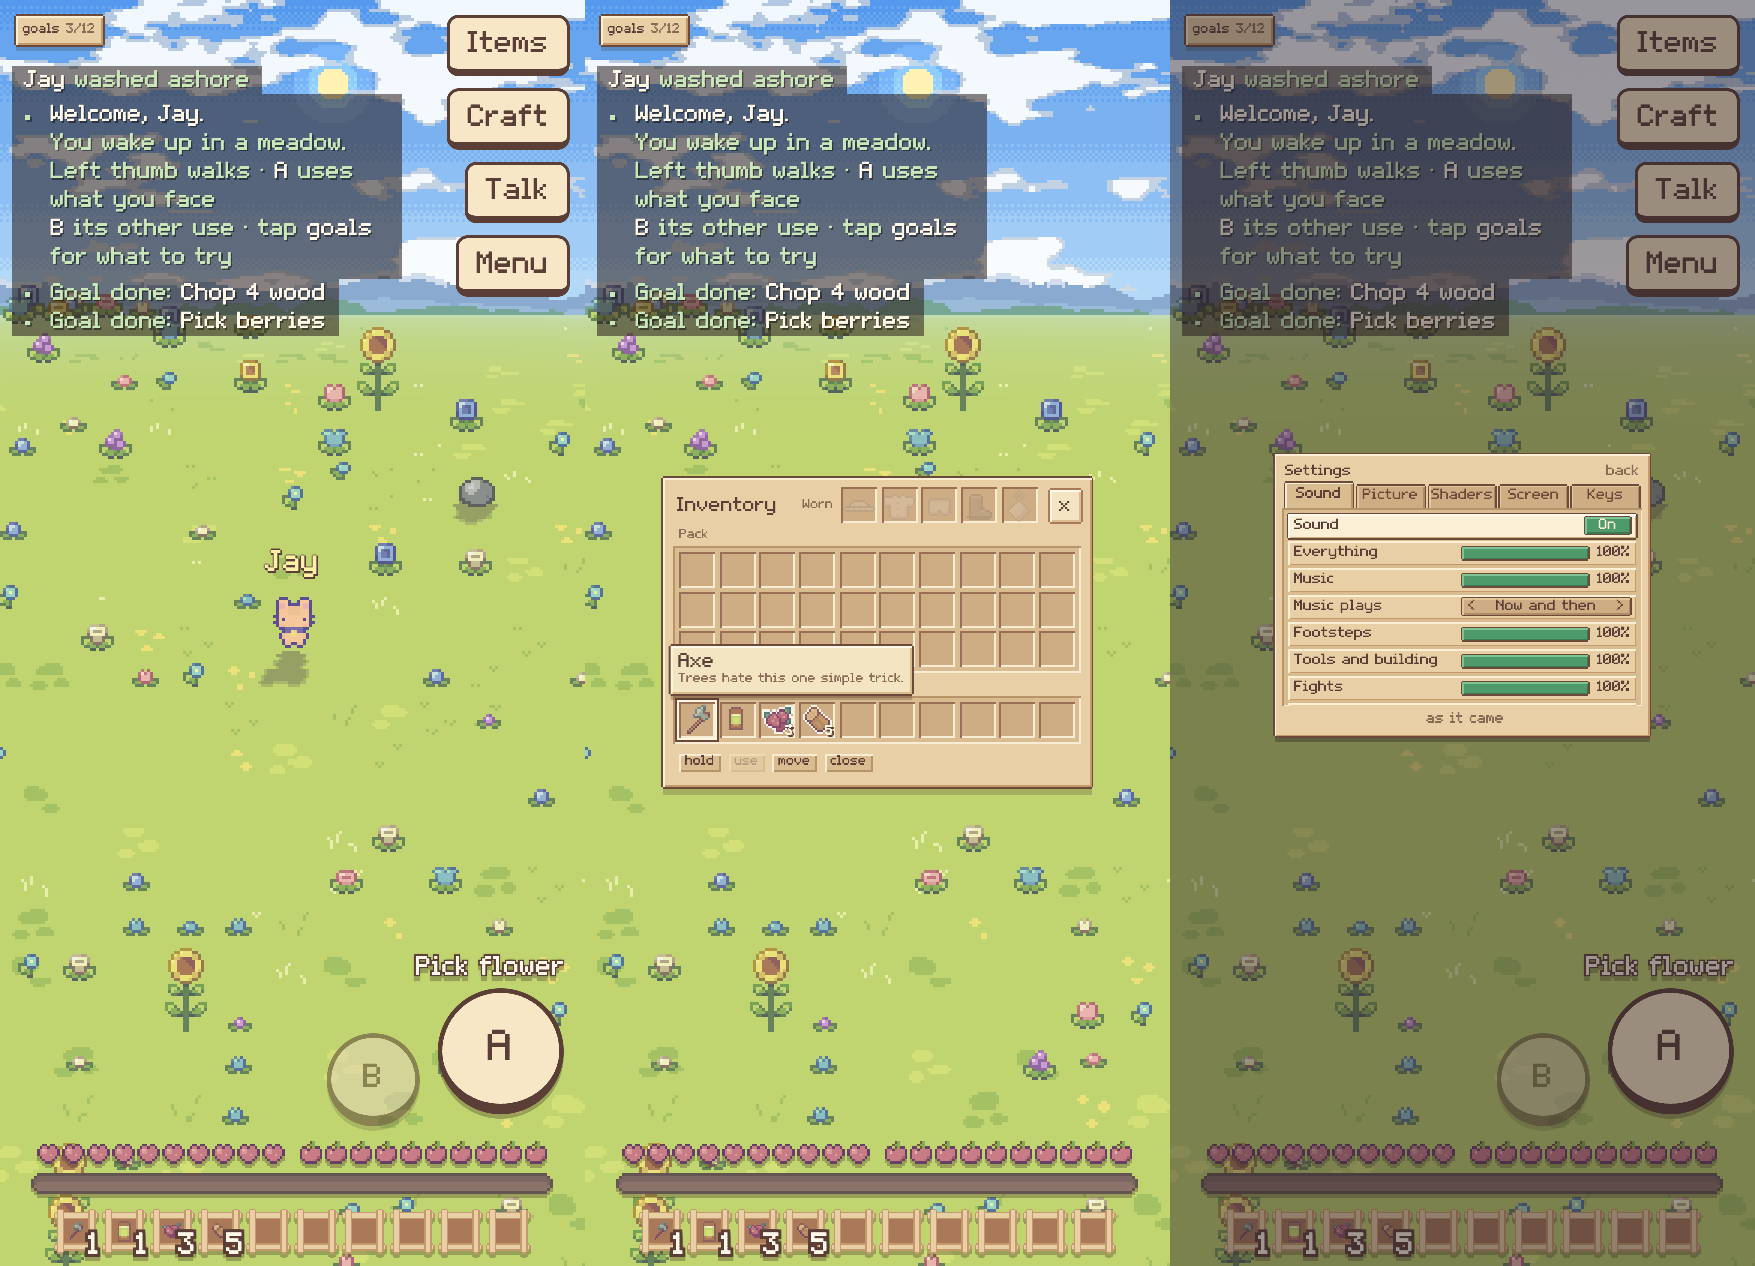 goals 3/12
Items
Jay washed ashore
Welcome, Jay.
You wake up in a meadow.
Left thumb walks · A uses
what you face
B its other use · tap goals
for what to try
Goal done: Chop 4 wood
Goal done: Pick berries
Craft
Talk
Menu
Jay
Pick flower
A
B
1
1
3
5
goals 3/12
Jay washed ashore
Welcome, Jay.
You wake up in a meadow.
Left thumb walks · A uses
what you face
B its other use · tap goals
for what to try
Goal done: Chop 4 wood
Goal done: Pick berries
Inventory
Worn
x
Pack
Axe
Trees hate this one simple trick.
3
5
hold use move close
1
1
3
5
goals 3/12
Items
Jay washed ashore
Welcome, Jay.
You wake up in a meadow.
Left thumb walks · A uses
what you face
B its other use · tap goals
for what to try
Goal done: Chop 4 wood
Goal done: Pick berries
Craft
Talk
Menu
Settings
back
Sound Picture Shaders Screen Keys
Sound On
Everything 100%
Music 100%
Music plays < Now and then >
Footsteps 100%
Tools and building 100%
Fights 100%
as it came
Pick flower
A
B
1
1
3
5